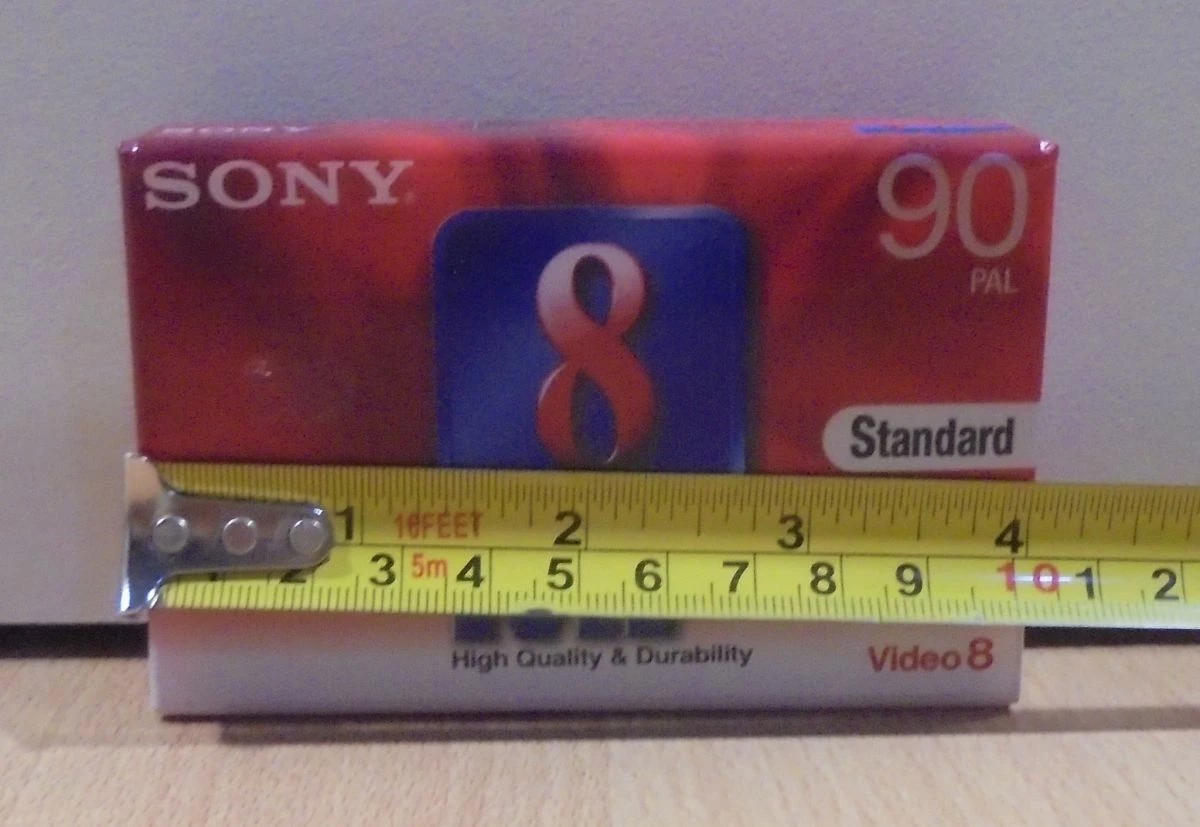 SONY
90
PAL
8
Standard
1 16FEET 2 3 4
2 3 5m 4 5 6 7 8 9 10 1 2
High Quality & Durability
Video 8